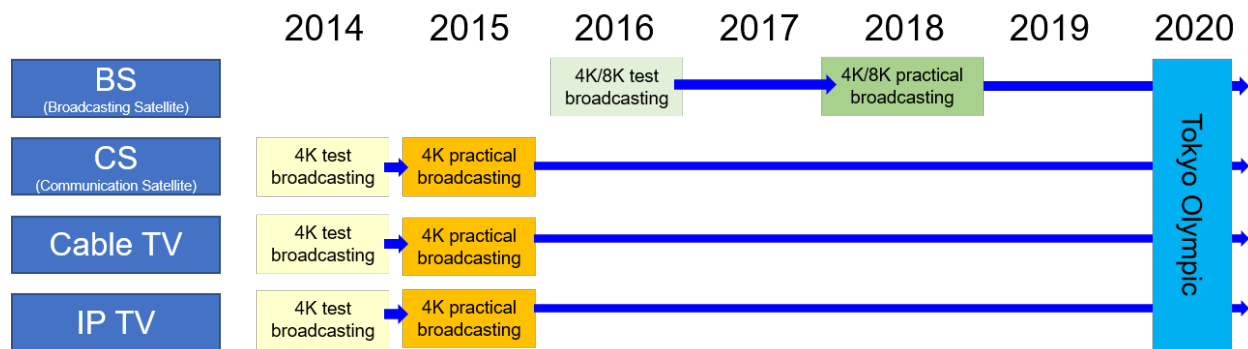 2014 2015 2016 2017 2018 2019 2020
BS
(Broadcasting Satellite)
4K/8K test
broadcasting
4K/8K practical
broadcasting
CS
(Communication Satellite)
4K test
broadcasting
4K practical
broadcasting
Cable TV
4K test
broadcasting
4K practical
broadcasting
IP TV
4K test
broadcasting
4K practical
broadcasting
Tokyo Olympic